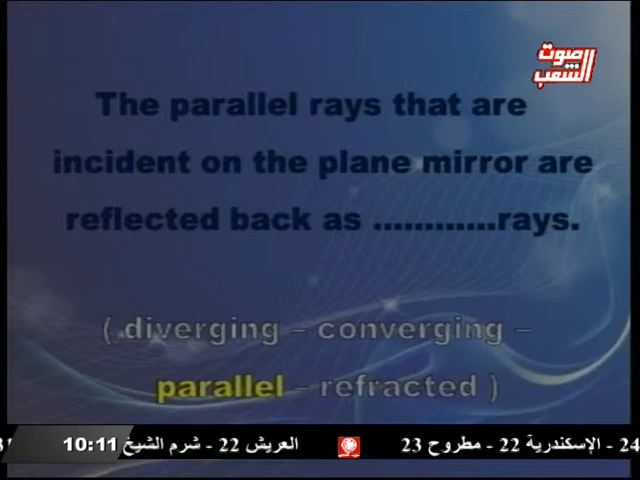 صوت
الشعب
The parallel rays that are
incident on the plane mirror are
reflected back as ............rays.
( diverging – converging –
parallel – refracted )
24 - الإسكندرية 22 - مطروح 23
العريش 22 - شرم الشيخ
10:11